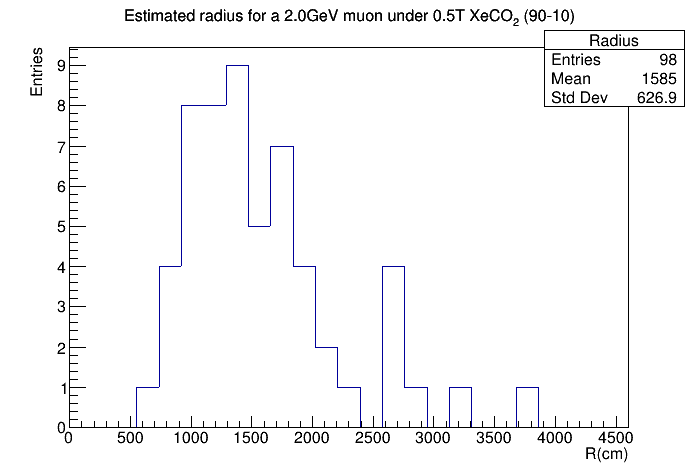 Estimated radius for a 2.0GeV muon under 0.5T XeCO2 (90-10)
Radius
Entries 98
Mean 1585
Std Dev 626.9
Entries
9
8
7
6
5
4
3
2
1
0
0 500 1000 1500 2000 2500 3000 3500 4000 4500
R(cm)